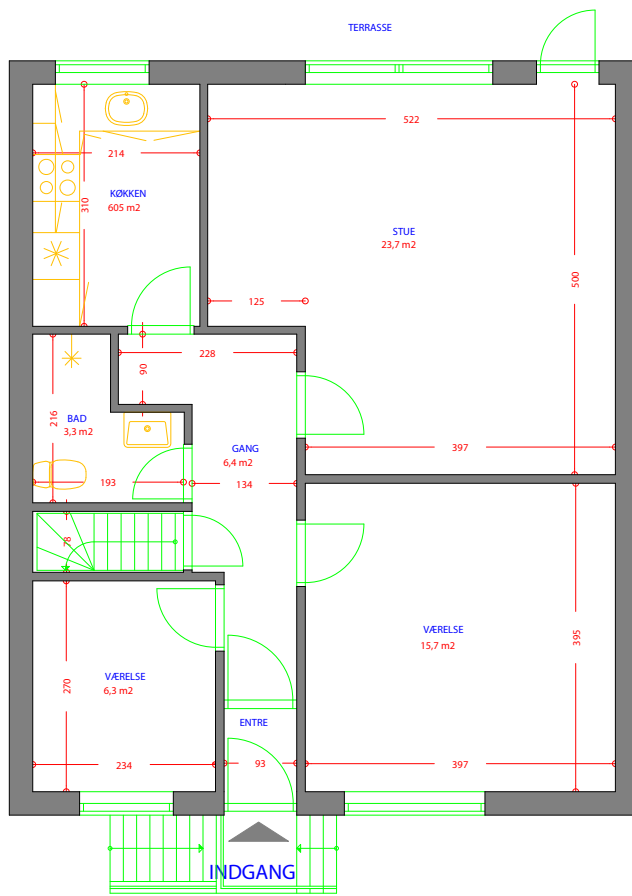 TERRASSE
522
214
310
KØKKEN
605 m2
STUE
23,7 m2
500
125
228
90
216
BAD
3,3 m2
GANG
6,4 m2
397
193
134
78
VÆRELSE
15,7 m2
395
270
VÆRELSE
6,3 m2
ENTRE
234
93
397
INDGANG